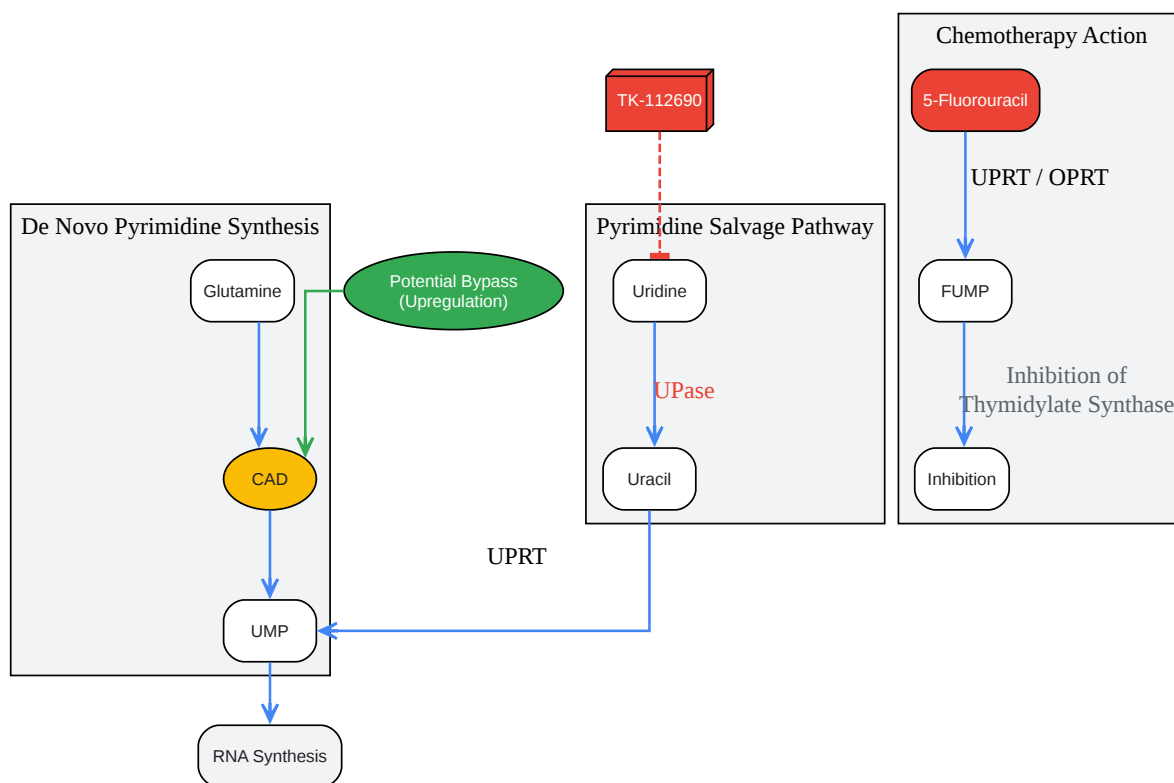 Chemotherapy Action
TK-112690
5-Fluorouracil
UPRT / OPRT
De Novo Pyrimidine Synthesis
Pyrimidine Salvage Pathway
Glutamine
Potential Bypass
(Upregulation)
Uridine
FUMP
UPase
Inhibition of
Thymidylate Synthase
CAD
Uracil
Inhibition
UPRT
UMP
RNA Synthesis